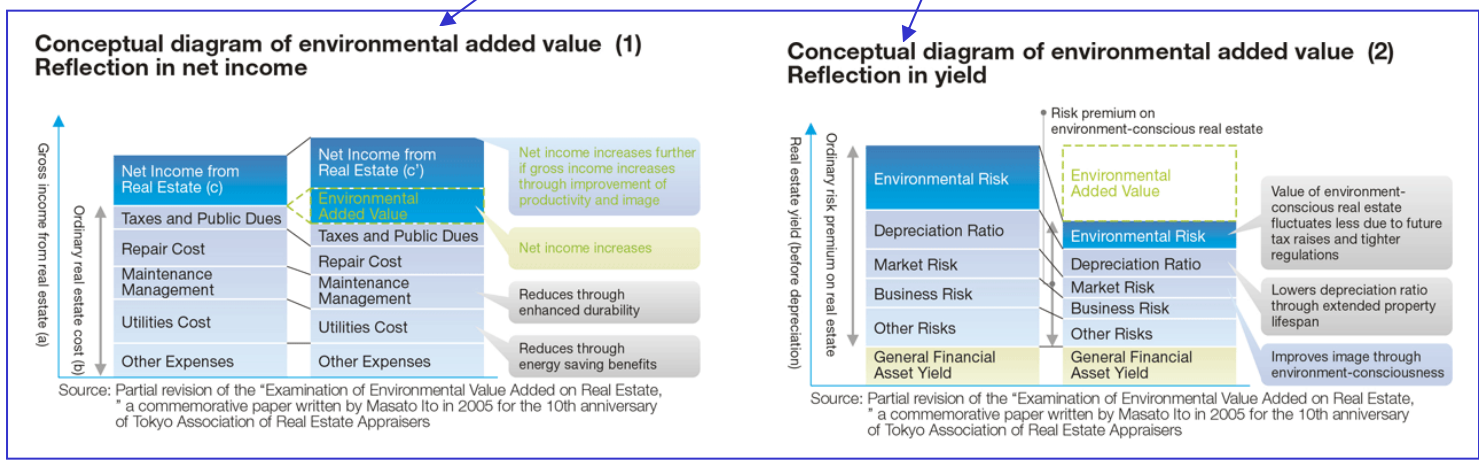 Conceptual diagram of environmental added value (1)
Reflection in net income
Gross income from real estate (a)
Ordinary real estate cost (b)
Net Income from
Real Estate (c)
Taxes and Public Dues
Repair Cost
Maintenance
Management
Utilities Cost
Other Expenses
Net Income from
Real Estate (c')
Environmental
Added Value
Taxes and Public Dues
Repair Cost
Maintenance
Management
Utilities Cost
Other Expenses
Net income increases further
if gross income increases
through improvement of
productivity and image
Net income increases
Reduces through
enhanced durability
Reduces through
energy saving benefits
Source: Partial revision of the “Examination of Environmental Value Added on Real Estate,
” a commemorative paper written by Masato Ito in 2005 for the 10th anniversary
of Tokyo Association of Real Estate Appraisers
Conceptual diagram of environmental added value (2)
Reflection in yield
Real estate yield (before depreciation)
Ordinary risk premium on real estate
Environmental Risk
Depreciation Ratio
Market Risk
Business Risk
Other Risks
General Financial
Asset Yield
Risk premium on
environment-conscious real estate
Environmental
Added Value
Environmental Risk
Depreciation Ratio
Market Risk
Business Risk
Other Risks
General Financial
Asset Yield
Value of environment-
conscious real estate
fluctuates less due to future
tax raises and tighter
regulations
Lowers depreciation ratio
through extended property
lifespan
Improves image through
environment-consciousness
Source: Partial revision of the “Examination of Environmental Value Added on Real Estate,
” a commemorative paper written by Masato Ito in 2005 for the 10th anniversary
of Tokyo Association of Real Estate Appraisers